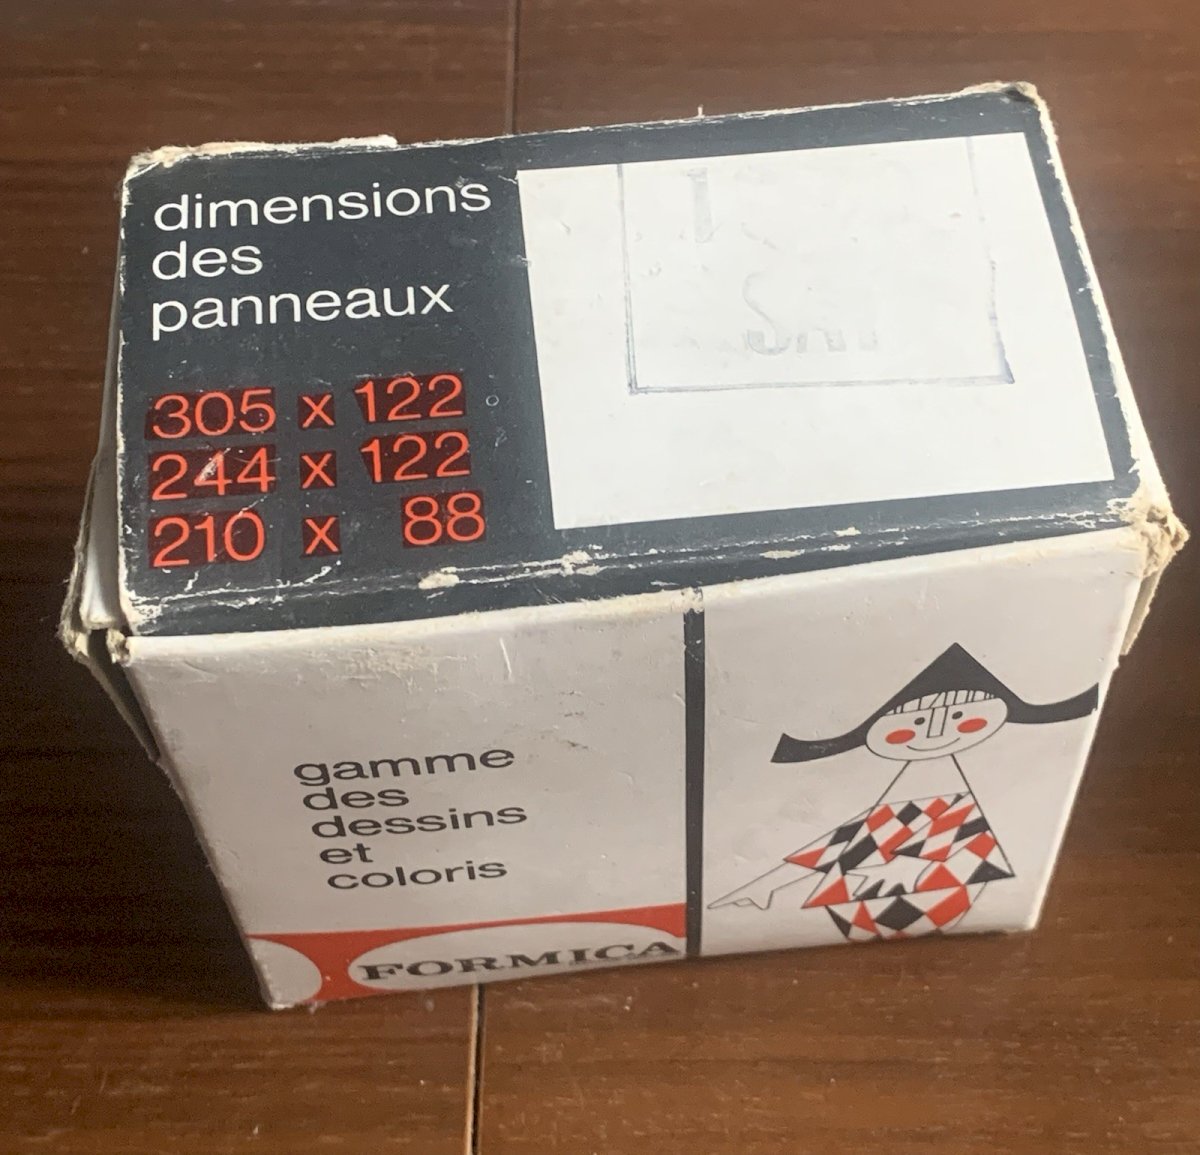 dimensions
des
panneaux
305 x 122
244 x 122
210 x 88
gamme
des
dessins
et
coloris
FORMICA